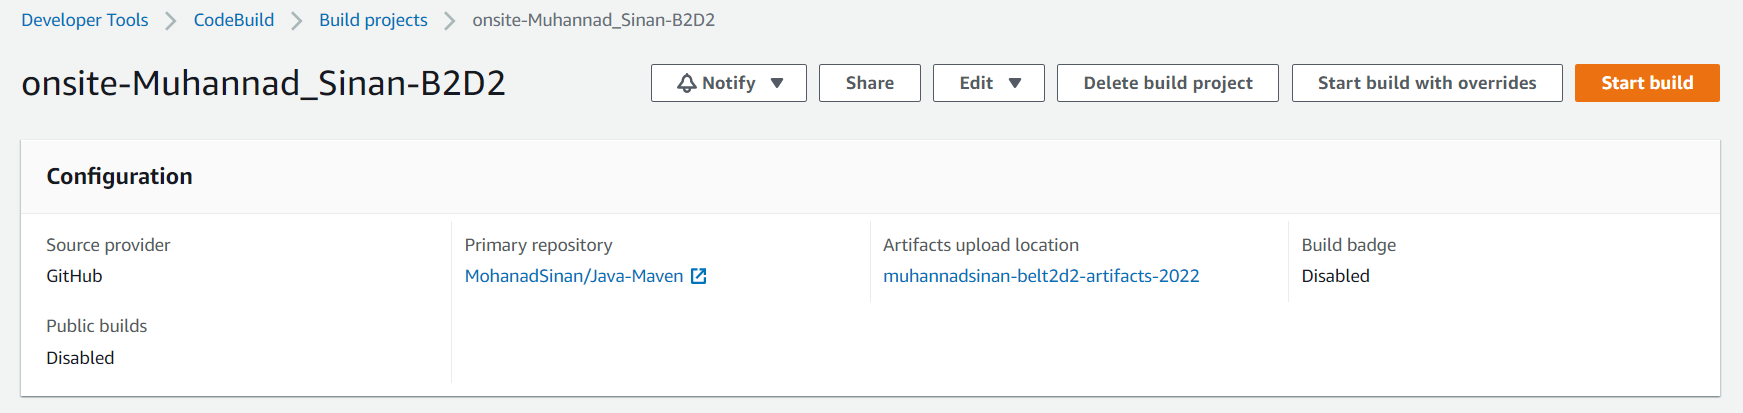 Developer Tools > CodeBuild > Build projects > onsite-Muhannad_Sinan-B2D2
onsite-Muhannad_Sinan-B2D2
Notify Share Edit Delete build project Start build with overrides Start build
Configuration
Source provider
GitHub
Primary repository
MohanadSinan/Java-Maven
Artifacts upload location
muhannadsinan-belt2d2-artifacts-2022
Build badge
Disabled
Public builds
Disabled